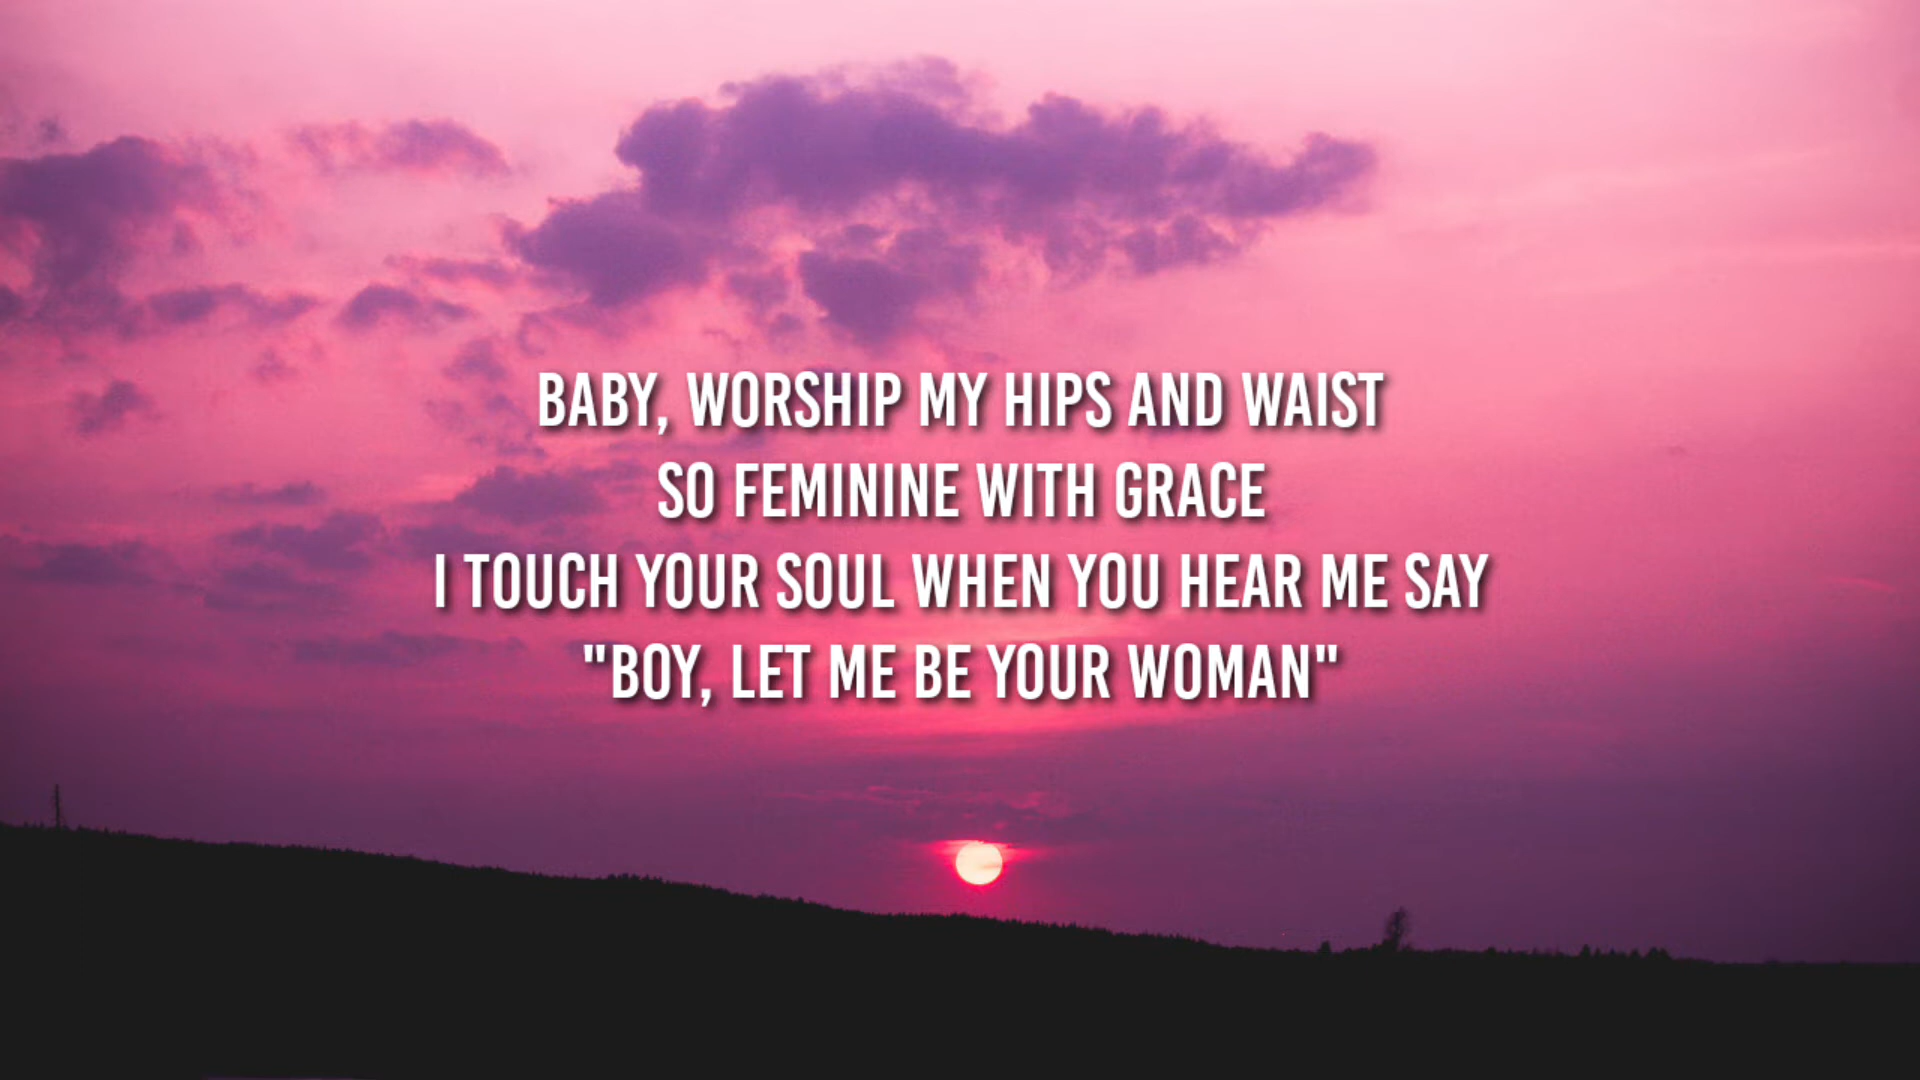 BABY, WORSHIP MY HIPS AND WAIST
SO FEMININE WITH GRACE
I TOUCH YOUR SOUL WHEN YOU HEAR ME SAY
"BOY, LET ME BE YOUR WOMAN"